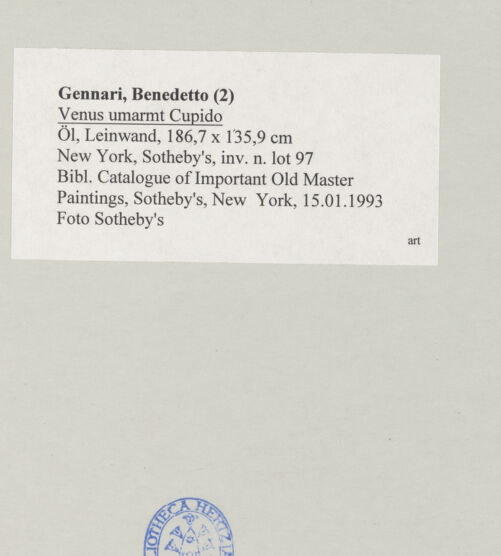 Gennari, Benedetto (2)
Venus umarmt Cupido
Öl, Leinwand, 186,7 x 135,9 cm
New York, Sotheby's, inv. n. lot 97
Bibl. Catalogue of Important Old Master
Paintings, Sotheby's, New York, 15.01.1993
Foto Sotheby's
art